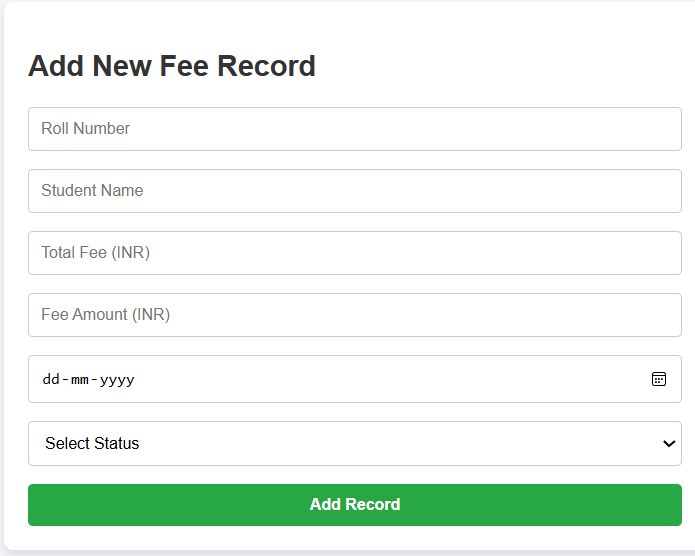 Add New Fee Record
Roll Number
Student Name
Total Fee (INR)
Fee Amount (INR)
dd-mm-yyyy
Select Status
Add Record